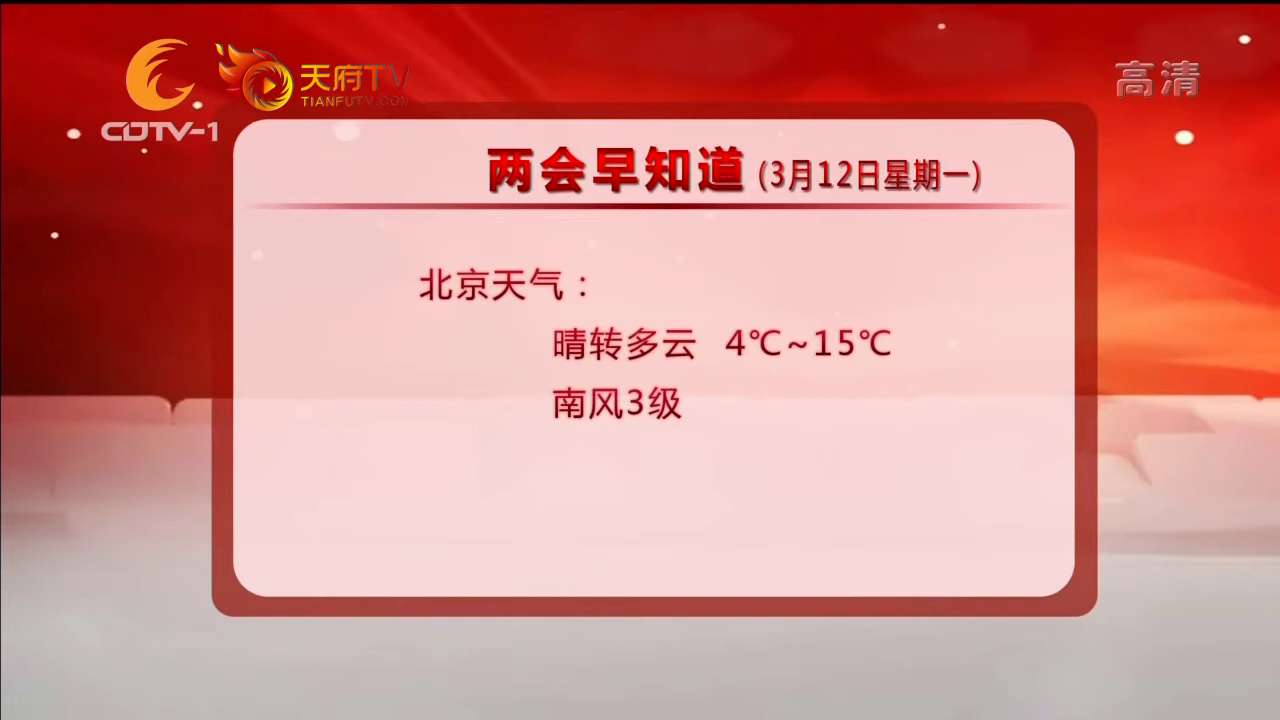 天府TV
TIANFUTV.COM
CDTV-1
高清
两会早知道 (3月12日星期一)
北京天气：
晴转多云 4℃~15℃
南风3级